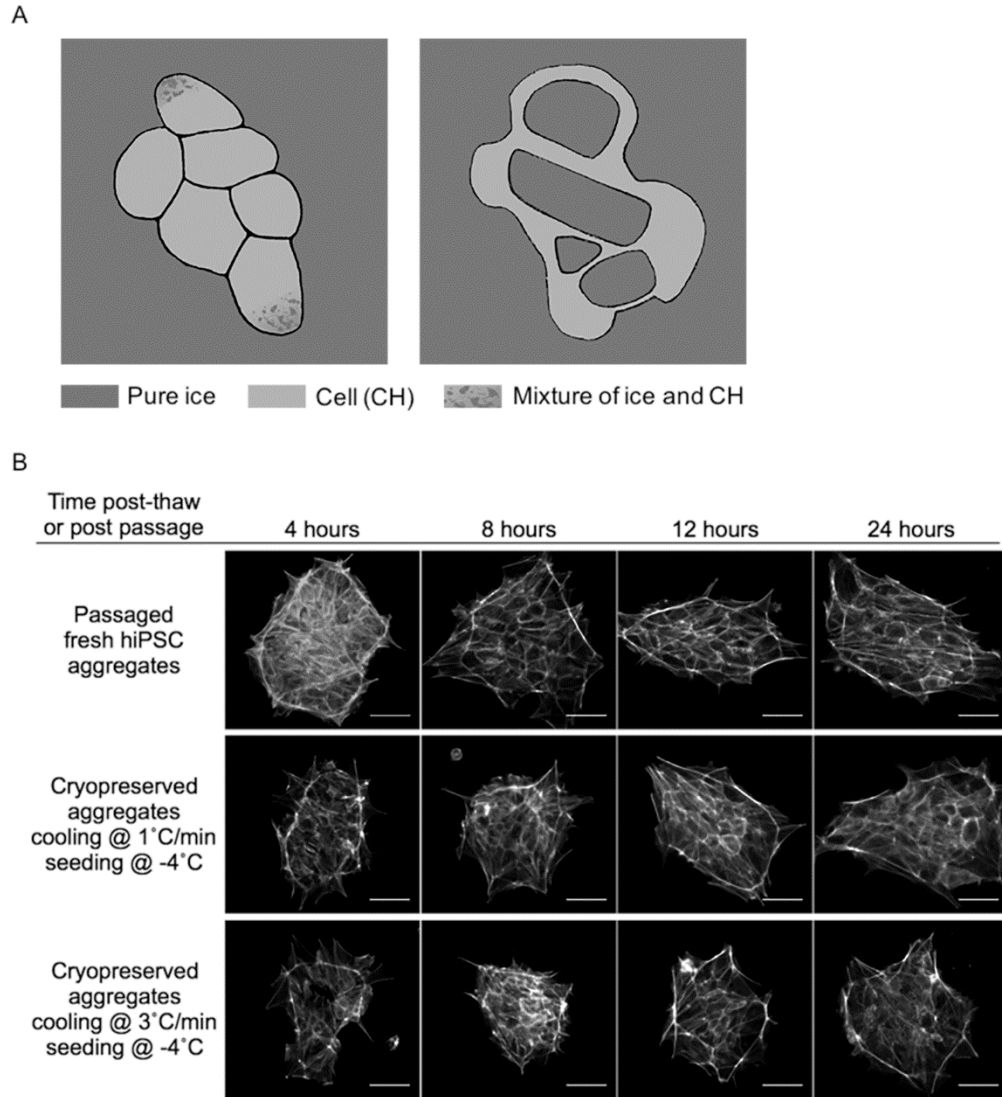 A
Pure ice
Cell (CH)
Mixture of ice and CH
B
Time post-thaw
or post passage
4 hours
8 hours
12 hours
24 hours
Passaged
fresh hiPSC
aggregates
Cryopreserved
aggregates
cooling @ 1˚C/min
seeding @ -4˚C
Cryopreserved
aggregates
cooling @ 3˚C/min
seeding @ -4˚C